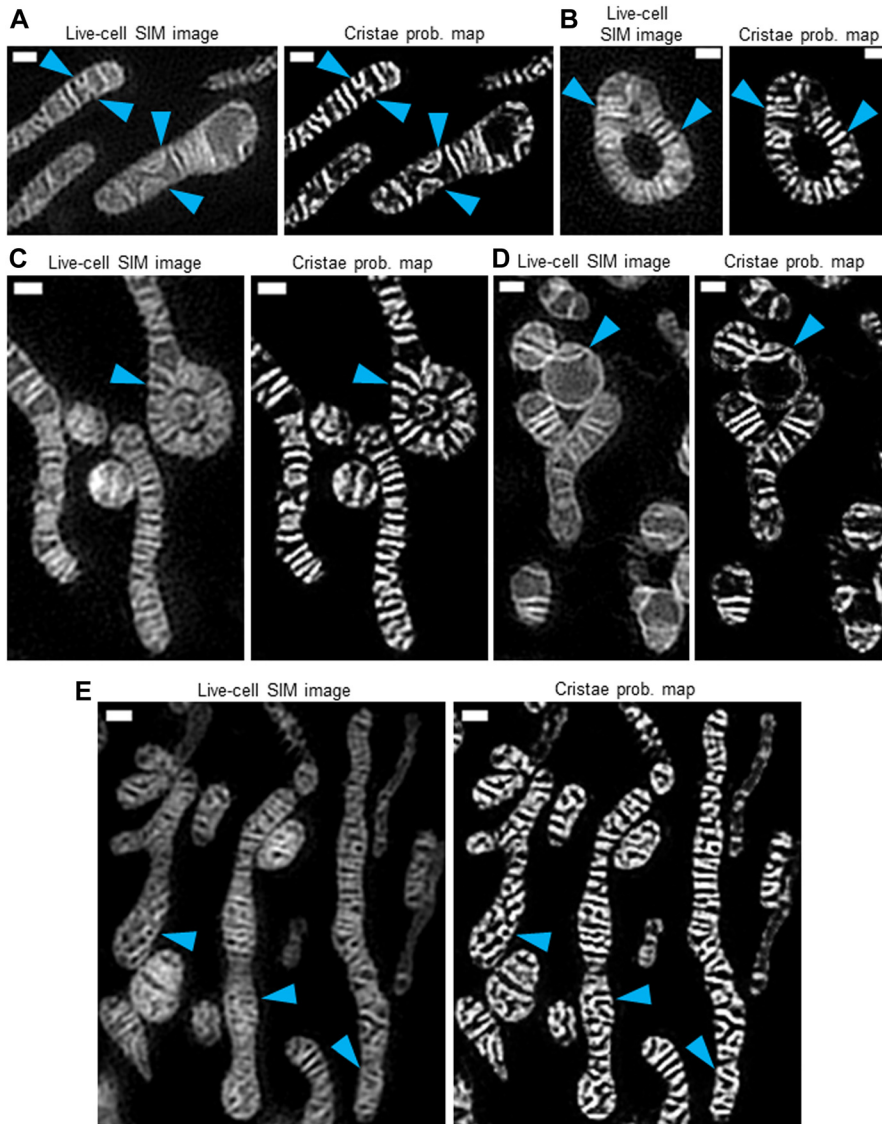 A
Live-cell SIM image
Cristae prob. map
B
Live-cell
SIM image
Cristae prob. map
C
Live-cell SIM image
Cristae prob. map
D
Live-cell SIM image
Cristae prob. map
E
Live-cell SIM image
Cristae prob. map